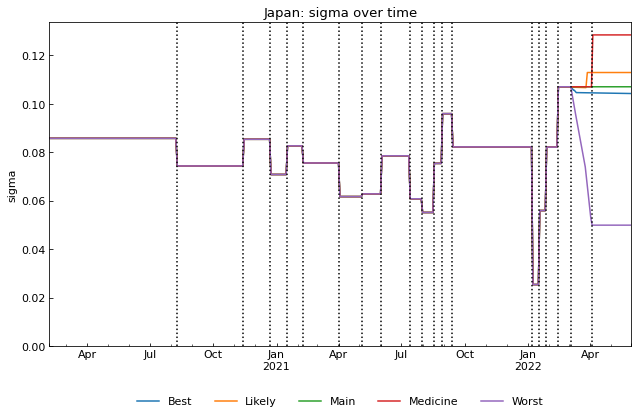 Japan: sigma over time
sigma
0.12
0.10
0.08
0.06
0.04
0.02
0.00
Apr Jul Oct Jan Apr Jul Oct Jan Apr
2021 2022
Best Likely Main Medicine Worst